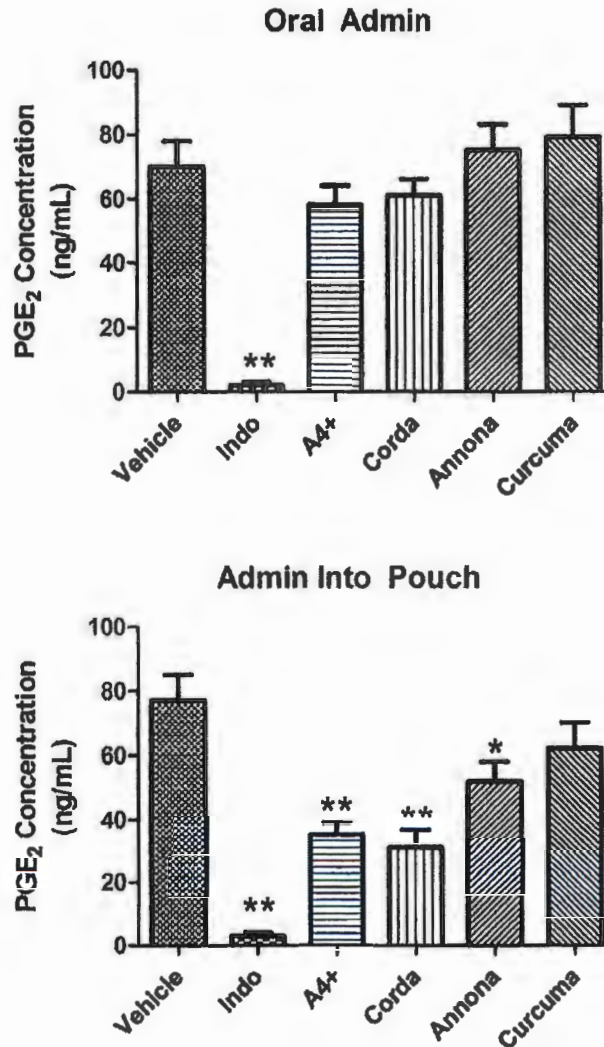 Oral Admin
PGE₂ Concentration
(ng/mL)
100
80
60
40
20
0
**
Vehicle
Indo
A4+
Corda
Annona
Curcuma
Admin Into Pouch
PGE₂ Concentration
(ng/mL)
100
80
60
40
20
0
**
**
**
*
Vehicle
Indo
A4+
Corda
Annona
Curcuma